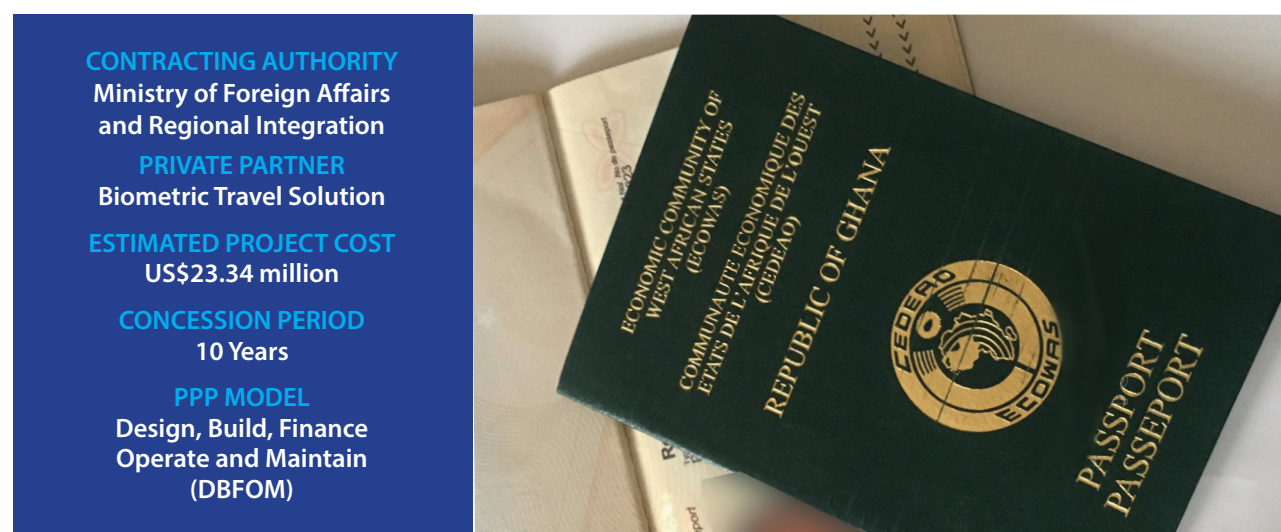 CONTRACTING AUTHORITY
Ministry of Foreign Affairs
and Regional Integration
PRIVATE PARTNER
Biometric Travel Solution
ESTIMATED PROJECT COST
US$23.34 million
CONCESSION PERIOD
10 Years
PPP MODEL
Design, Build, Finance
Operate and Maintain
(DBFOM)
ECONOMIC COMMUNITY OF
WEST AFRICAN STATES
(ECOWAS)
COMMUNAUTE ECONOMIQUE DES
ETATS DE L'AFRIQUE DE L'OUEST
(CEDEAO)
REPUBLIC OF GHANA
CEDEAO
ECOWAS
PASSPORT
PASSEPORT